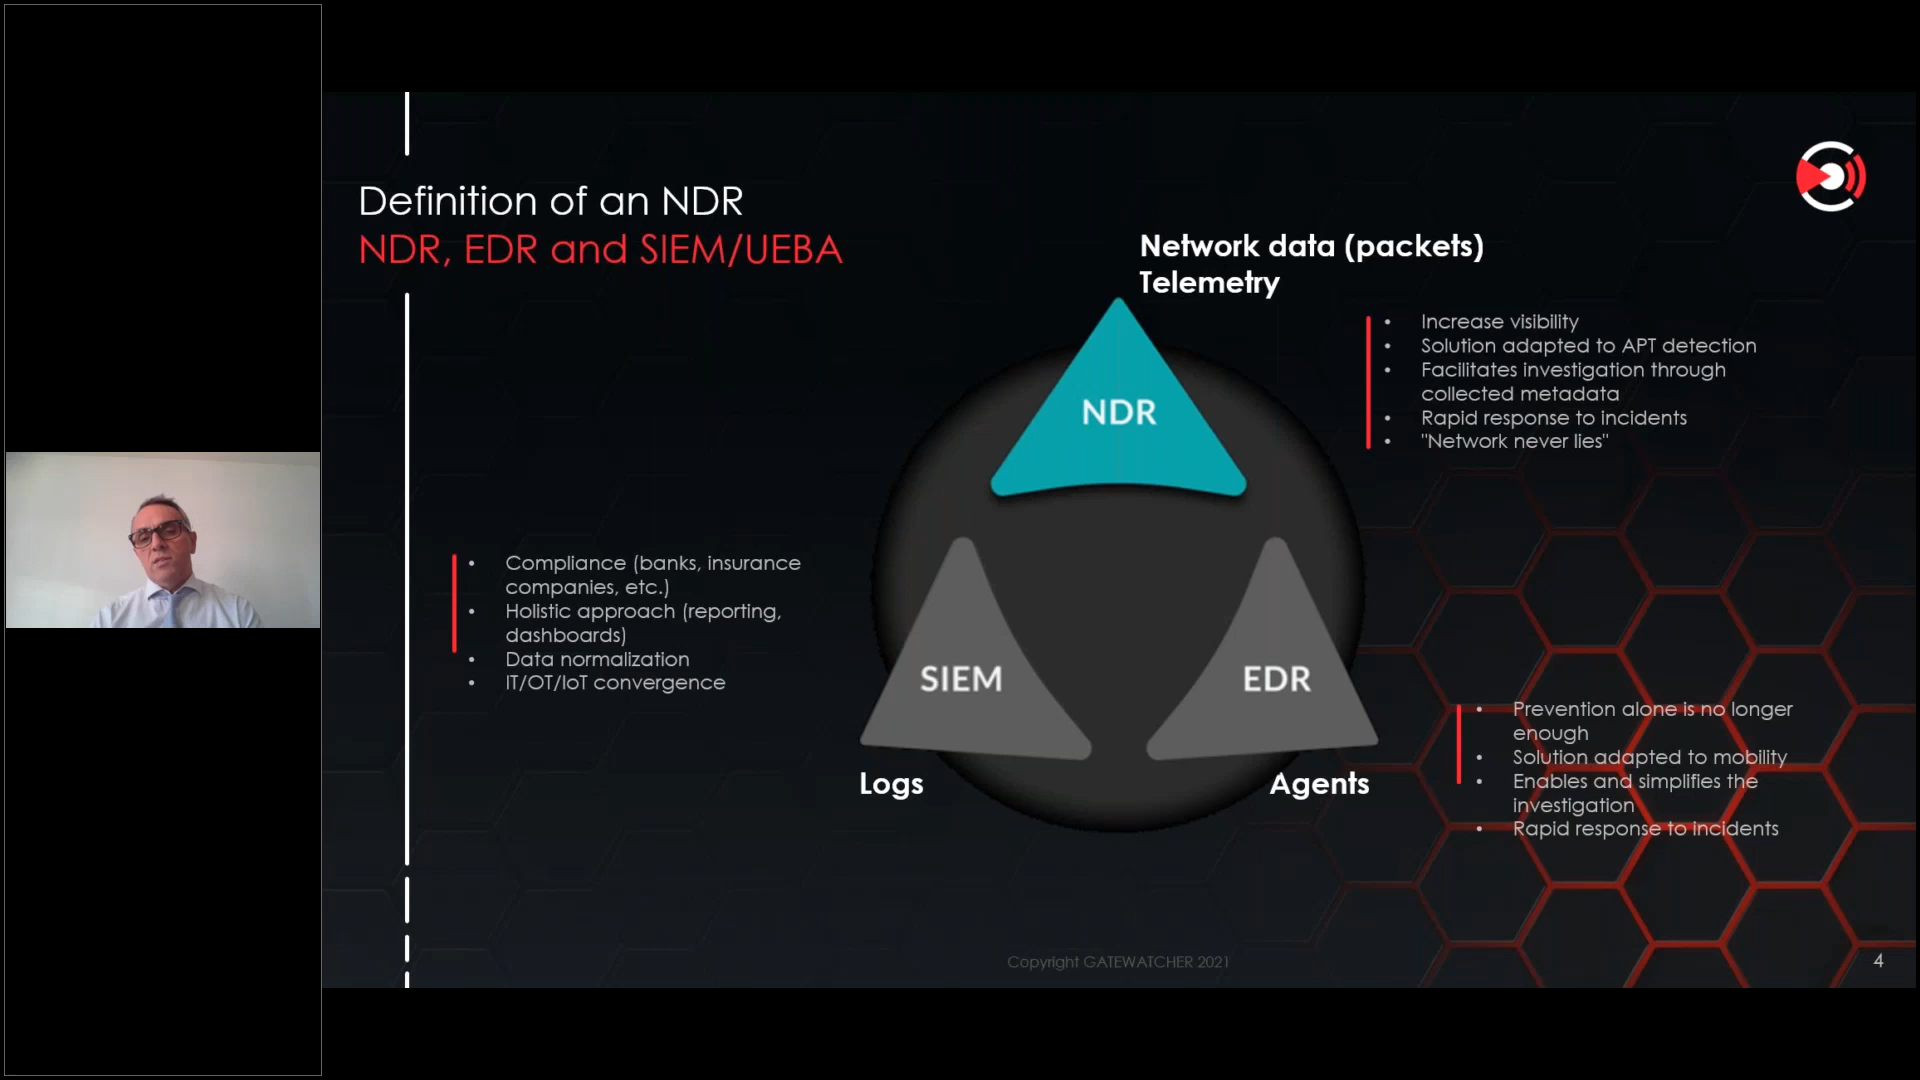 Definition of an NDR
NDR, EDR and SIEM/UEBA
Network data (packets)
Telemetry
• Increase visibility
• Solution adapted to APT detection
• Facilitates investigation through
collected metadata
• Rapid response to incidents
• "Network never lies"
NDR
• Compliance (banks, insurance
companies, etc.)
• Holistic approach (reporting,
dashboards)
• Data normalization
• IT/OT/IoT convergence
SIEM
EDR
Logs
Agents
• Prevention alone is no longer
enough
• Solution adapted to mobility
• Enables and simplifies the
investigation
• Rapid response to incidents
Copyright GATEWATCHER 2021
4